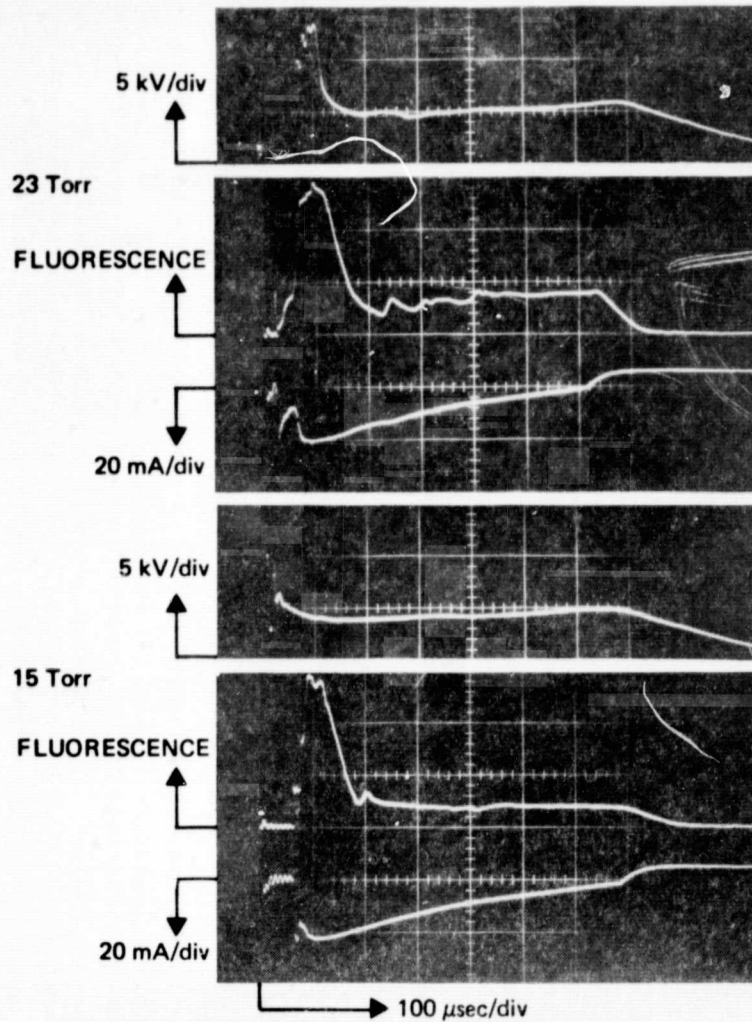 5 kV/div
23 Torr
FLUORESCENCE
20 mA/div
5 kV/div
15 Torr
FLUORESCENCE
20 mA/div
100 μsec/div